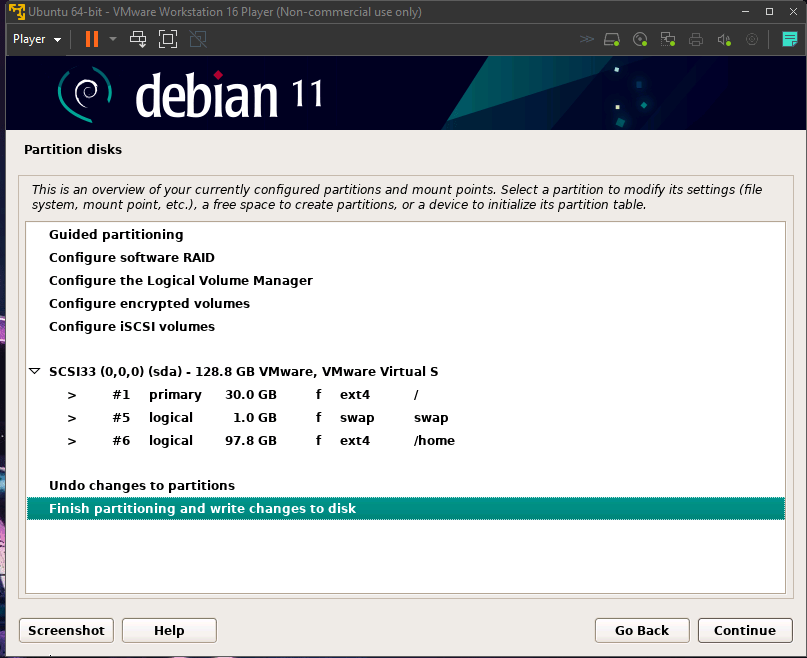 Ubuntu 64-bit - VMware Workstation 16 Player (Non-commercial use only)
Player
debian 11
Partition disks
This is an overview of your currently configured partitions and mount points. Select a partition to modify its settings (file
system, mount point, etc.), a free space to create partitions, or a device to initialize its partition table.
Guided partitioning
Configure software RAID
Configure the Logical Volume Manager
Configure encrypted volumes
Configure iSCSI volumes
SCSI33 (0,0,0) (sda) - 128.8 GB VMware, VMware Virtual S
> #1 primary 30.0 GB f ext4 /
> #5 logical 1.0 GB f swap swap
> #6 logical 97.8 GB f ext4 /home
Undo changes to partitions
Finish partitioning and write changes to disk
Screenshot Help Go Back Continue